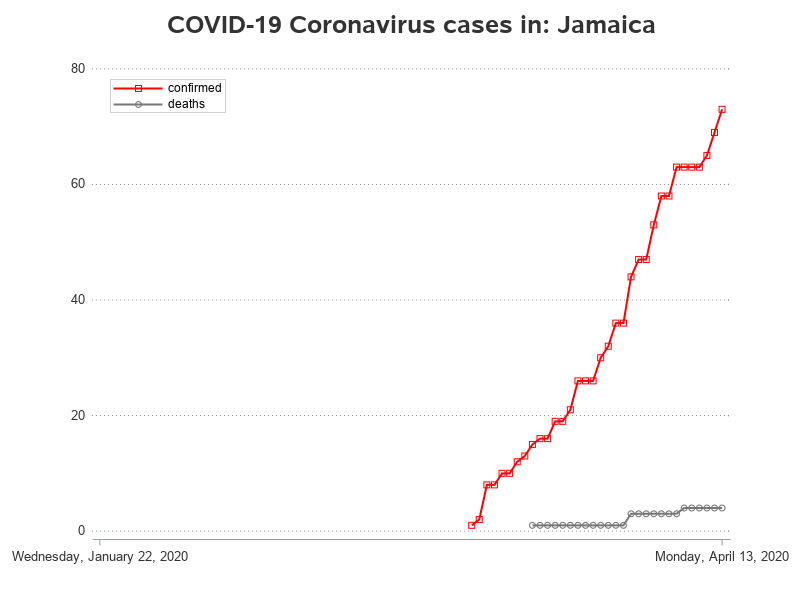 COVID-19 Coronavirus cases in: Jamaica
80
confirmed
deaths
60
40
20
0
Wednesday, January 22, 2020
Monday, April 13, 2020